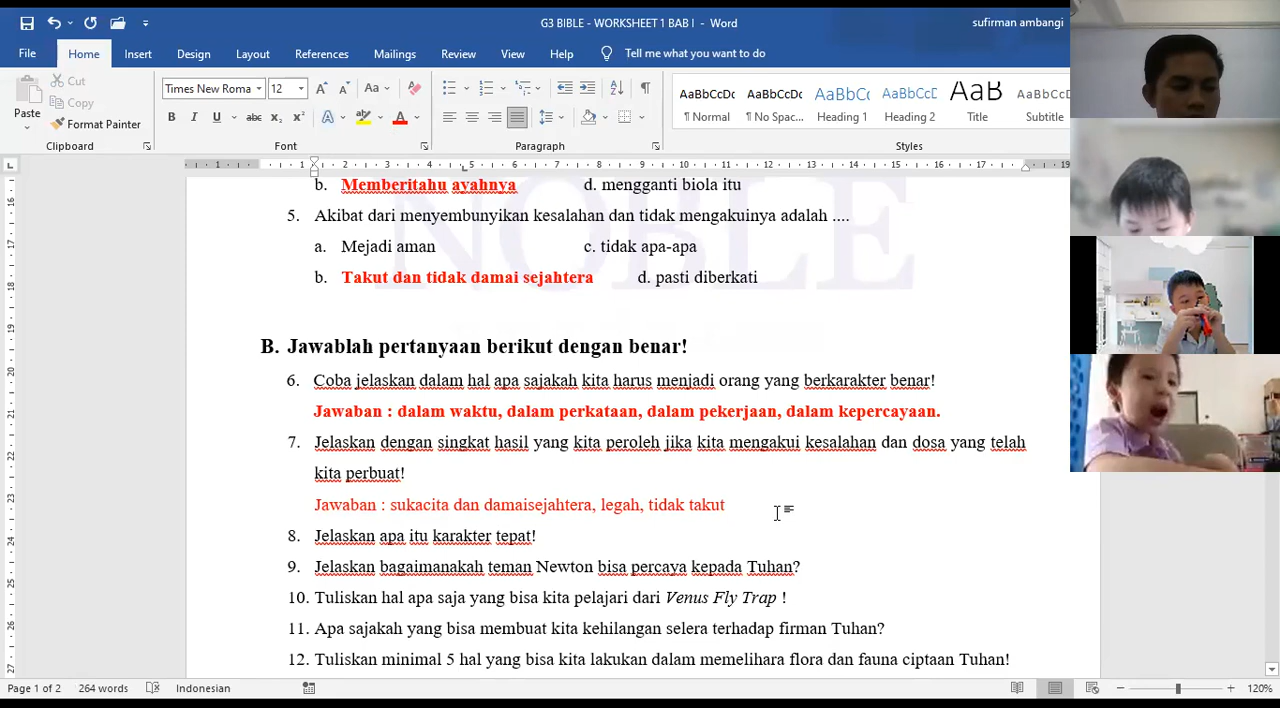 G3 BIBLE - WORKSHEET 1 BAB I - Word
sufirman ambangi
File Home Insert Design Layout References Mailings Review View Help Tell me what you want to do
Paste
Cut
Copy
Format Painter
Clipboard
Times New Roma 12
Font
Paragraph
AaBbCcDc AaBbCcDc AaBbC AaBbCcD AaB AaBbCcD
¶ Normal ¶ No Spac... Heading 1 Heading 2 Title Subtitle
Styles
NOBLE
b. Memberitahu ayahnya d. mengganti biola itu
5. Akibat dari menyembunyikan kesalahan dan tidak mengakuinya adalah ....
a. Mejadi aman c. tidak apa-apa
b. Takut dan tidak damai sejahtera d. pasti diberkati
B. Jawablah pertanyaan berikut dengan benar!
6. Coba jelaskan dalam hal apa sajakah kita harus menjadi orang yang berkarakter benar!
Jawaban : dalam waktu, dalam perkataan, dalam pekerjaan, dalam kepercayaan.
7. Jelaskan dengan singkat hasil yang kita peroleh jika kita mengakui kesalahan dan dosa yang telah
kita perbuat!
Jawaban : sukacita dan damaisejahtera, legah, tidak takut
8. Jelaskan apa itu karakter tepat!
9. Jelaskan bagaimanakah teman Newton bisa percaya kepada Tuhan?
10. Tuliskan hal apa saja yang bisa kita pelajari dari Venus Fly Trap !
11. Apa sajakah yang bisa membuat kita kehilangan selera terhadap firman Tuhan?
12. Tuliskan minimal 5 hal yang bisa kita lakukan dalam memelihara flora dan fauna ciptaan Tuhan!
Page 1 of 2 264 words Indonesian 120%